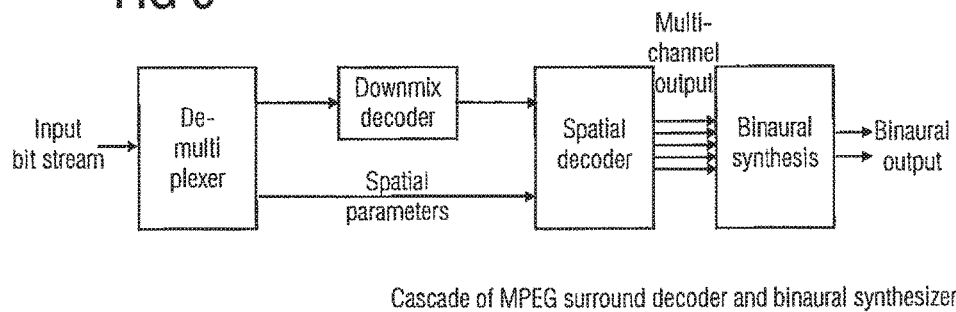 Multi-
channel
output
Downmix
decoder
Input
bit stream
De-
multi
plexer
Spatial
decoder
Binaural
synthesis
Binaural
output
Spatial
parameters
Cascade of MPEG surround decoder and binaural synthesizer